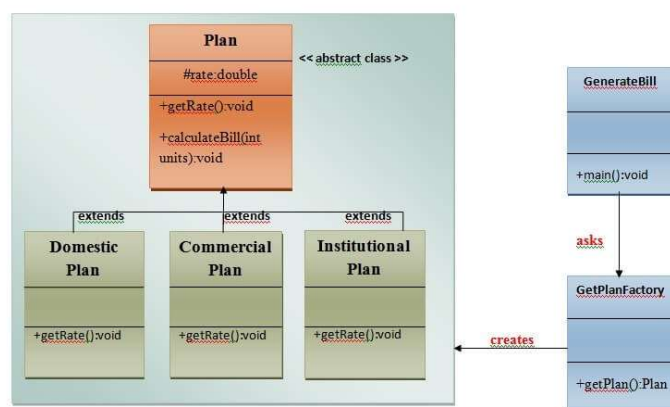 Plan
<< abstract class >>
#rate:double
+getRate():void
+calculateBill(int
units):void
extends
extends
extends
Domestic
Plan
+getRate():void
Commercial
Plan
+getRate():void
Institutional
Plan
+getRate():void
GenerateBill
+main():void
asks
GetPlanFactory
+getPlan():Plan
creates